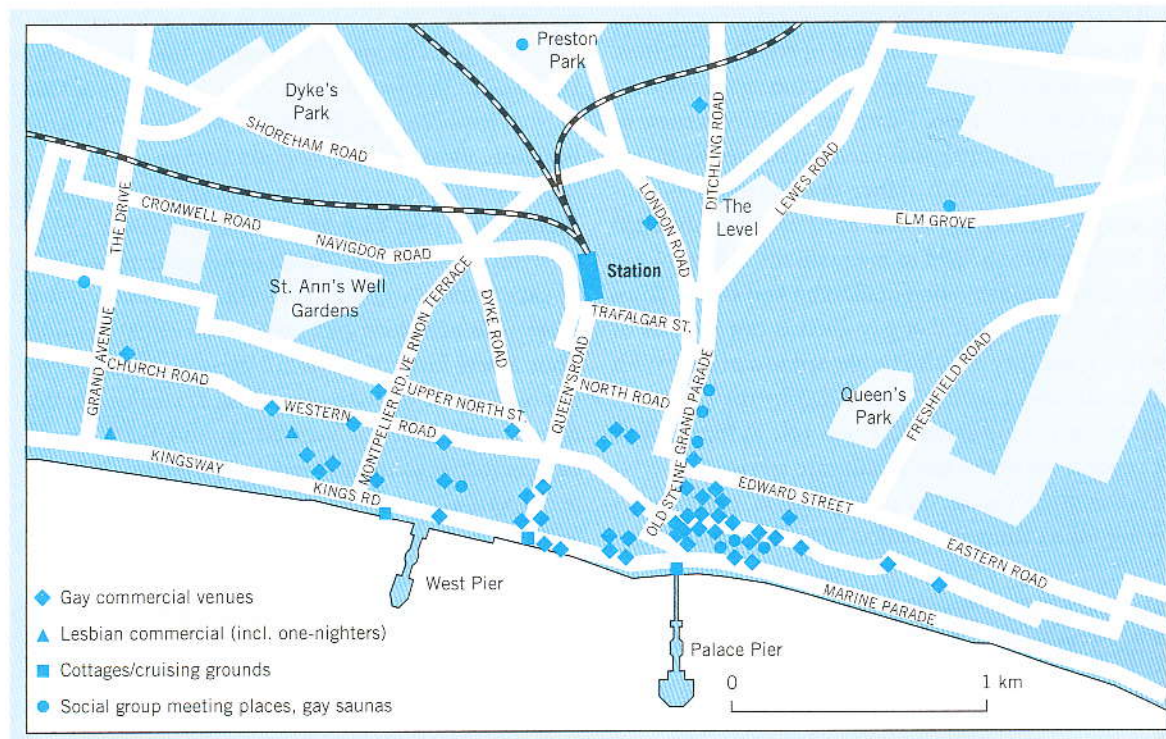 Preston
Park
Dyke's
Park
SHOREHAM ROAD
DITCHLING ROAD
LEWES ROAD
LONDON ROAD
The
Level
ELM GROVE
THE DRIVE
CROMWELL ROAD
NAVIGDOR ROAD
Station
St. Ann's Well
Gardens
VERNON TERRACE
DYKE ROAD
TRAFALGAR ST.
QUEEN'S ROAD
NORTH ROAD
GRAND PARADE
FRESHFIELD ROAD
Queen's
Park
GRAND AVENUE
CHURCH ROAD
UPPER NORTH ST.
WESTERN ROAD
MONTPELIER RD
KINGSWAY
KINGS RD
OLD STEINE
EDWARD STREET
EASTERN ROAD
MARINE PARADE
West Pier
Palace Pier
Gay commercial venues
Lesbian commercial (incl. one-nighters)
Cottages/cruising grounds
Social group meeting places, gay saunas
0 1 km